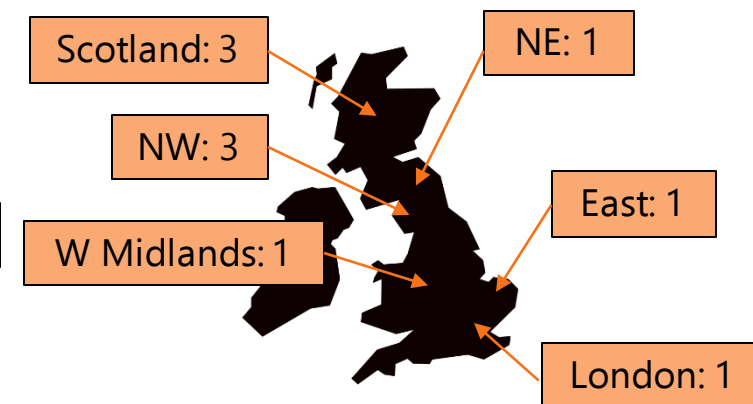 Scotland: 3
NE: 1
NW: 3
East: 1
W Midlands: 1
London: 1